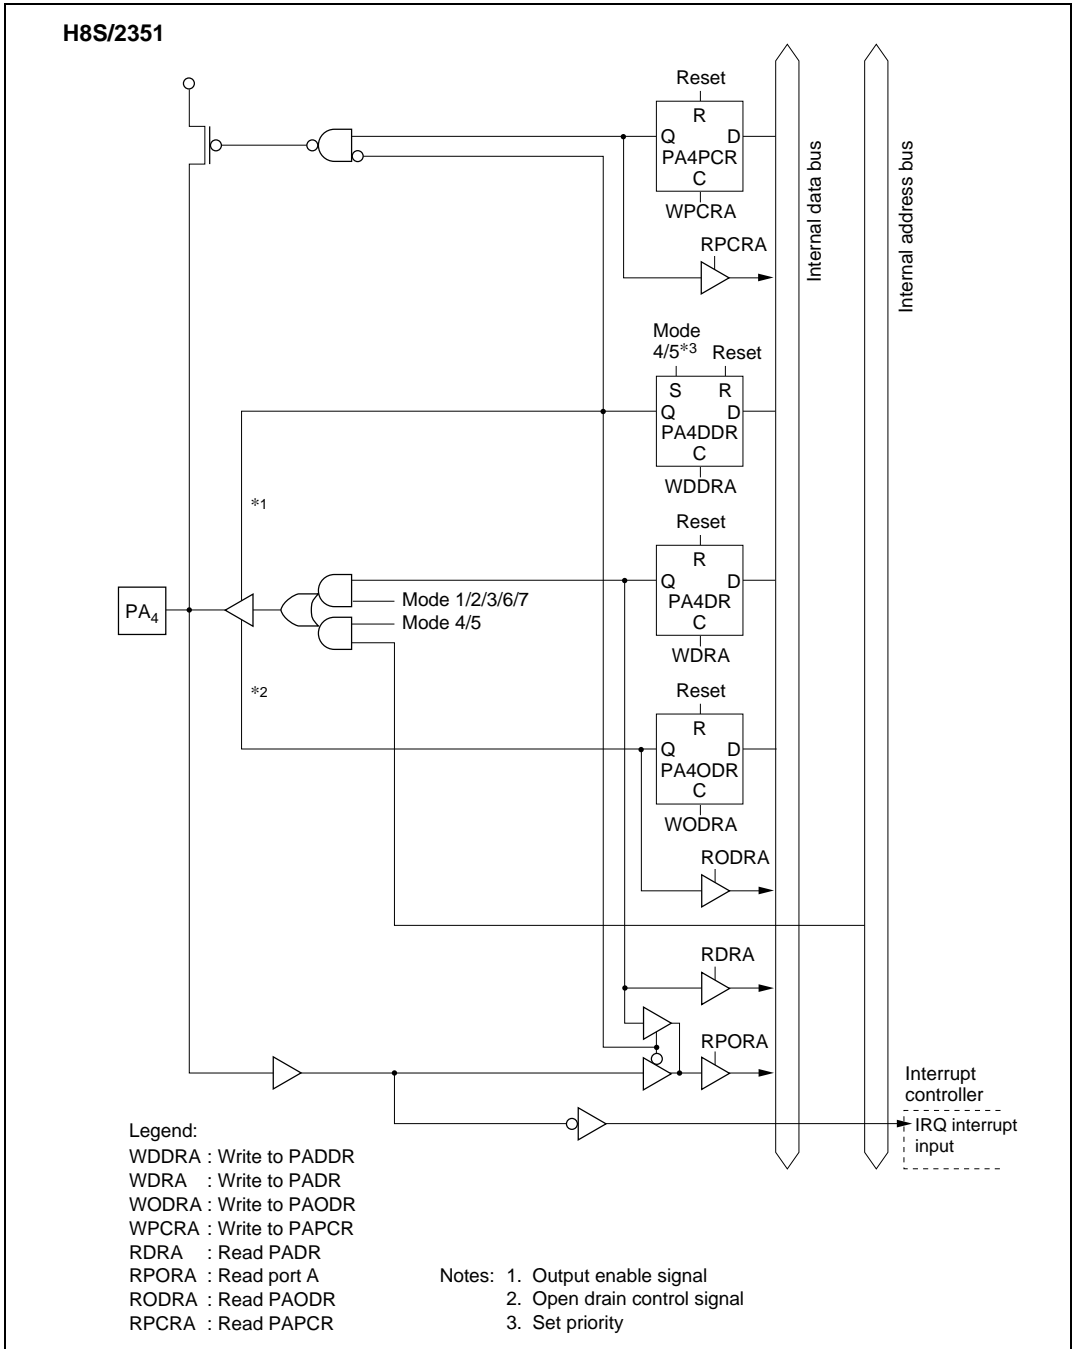 H8S/2351
Reset
R
Q D
PA4PCR
C
WPCRA
RPCRA
Internal data bus
Internal address bus
Mode
4/5*3 Reset
S R
Q D
PA4DDR
C
WDDRA
*1
Reset
R
Q D
PA4DR
C
WDRA
Mode 1/2/3/6/7
Mode 4/5
PA4
*2
Reset
R
Q D
PA4ODR
C
WODRA
RODRA
RDRA
RPORA
Interrupt
controller
IRQ interrupt
input
Legend:
WDDRA : Write to PADDR
WDRA : Write to PADR
WODRA : Write to PAODR
WPCRA : Write to PAPCR
RDRA : Read PADR
RPORA : Read port A
RODRA : Read PAODR
RPCRA : Read PAPCR
Notes: 1. Output enable signal
2. Open drain control signal
3. Set priority